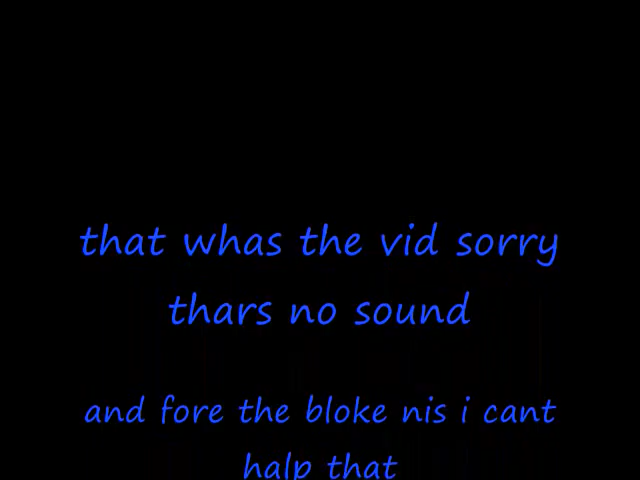 that whas the vid sorry
thars no sound
and fore the bloke nis i cant
halp that